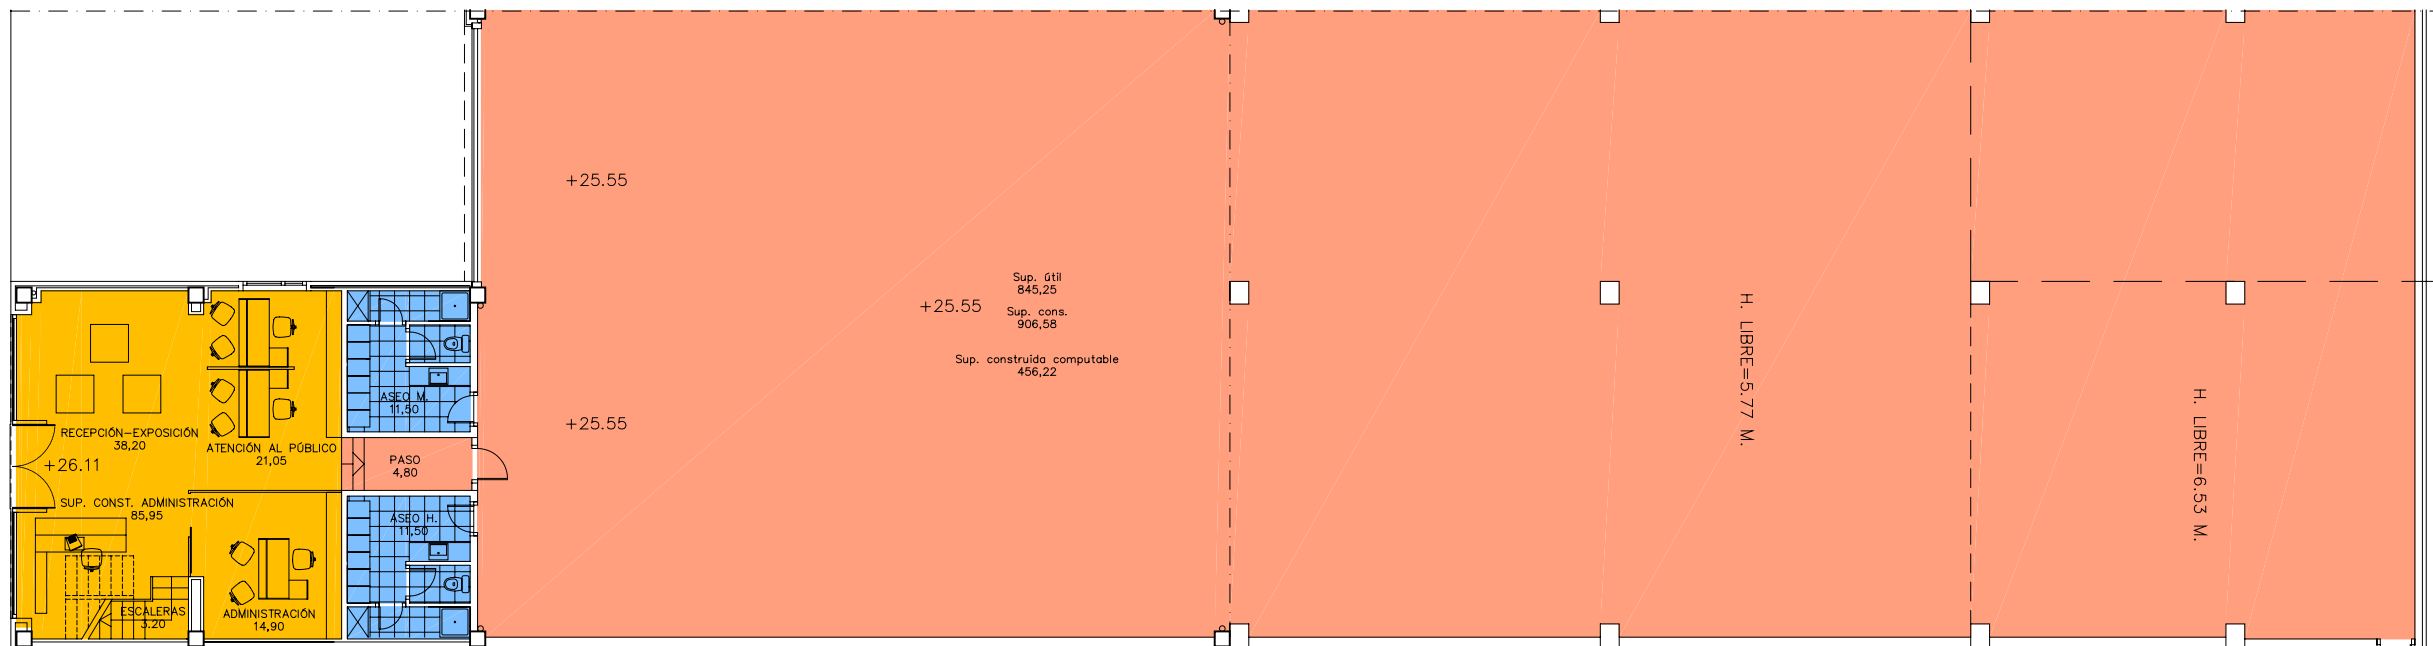 +25.55
Sup. útil
845,25
+25.55
Sup. cons.
906,58
Sup. construida computable
456,22
+25.55
H. LIBRE=5.77 M.
H. LIBRE=6.53 M.
ASEO M.
11,50
RECEPCIÓN-EXPOSICIÓN
38,20
ATENCIÓN AL PÚBLICO
21,05
+26.11
PASO
4,80
SUP. CONST. ADMINISTRACIÓN
85,95
ASEO H.
11,50
ESCALERAS
3.20
ADMINISTRACIÓN
14,90